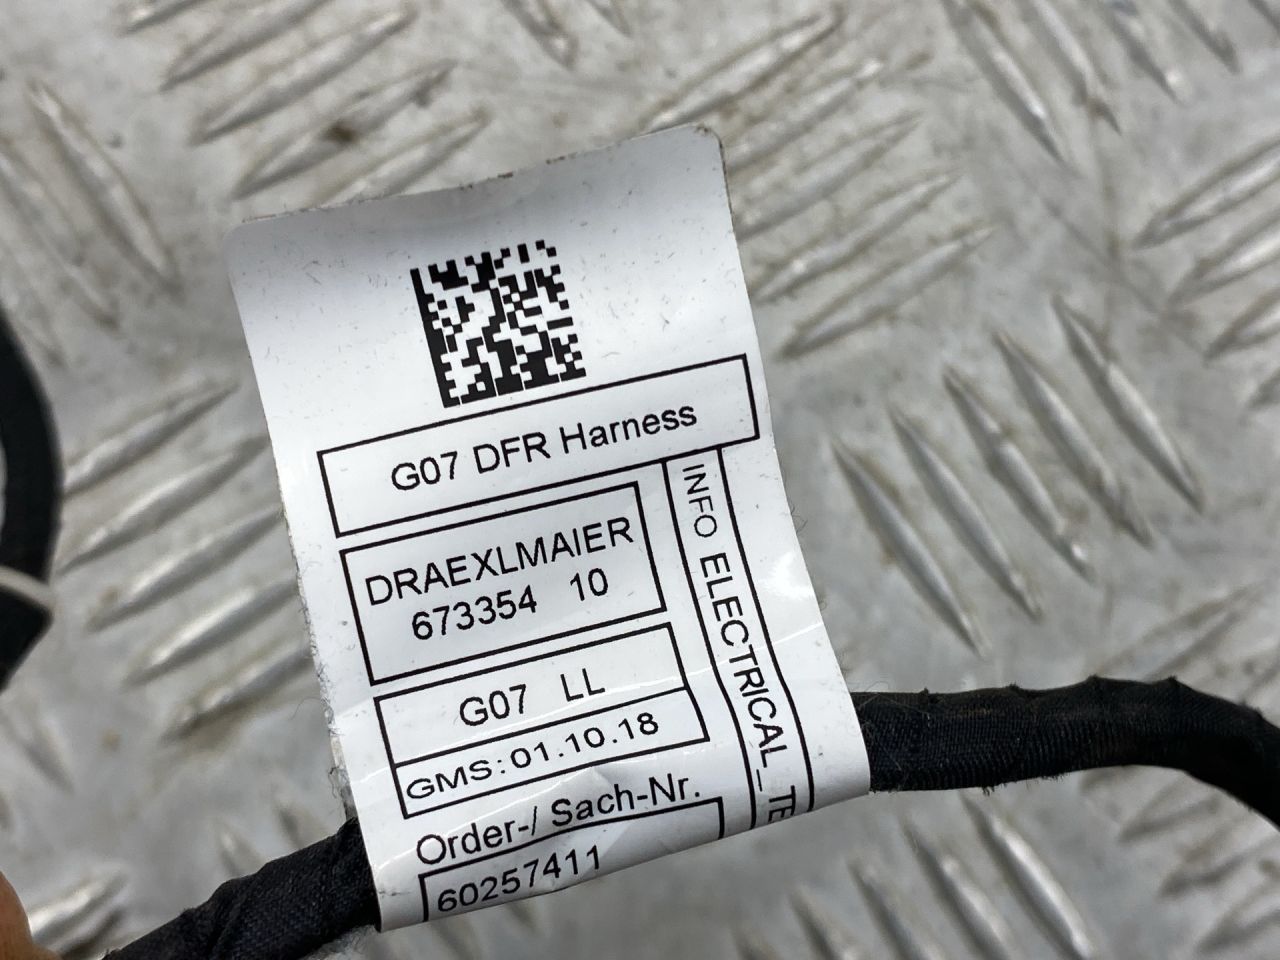 G07 DFR Harness
DRAEXLMAIER
673354 10
G07 LL
GMS:01.10.18
Order-/ Sach-Nr.
60257411
INFO ELECTRICAL_TE